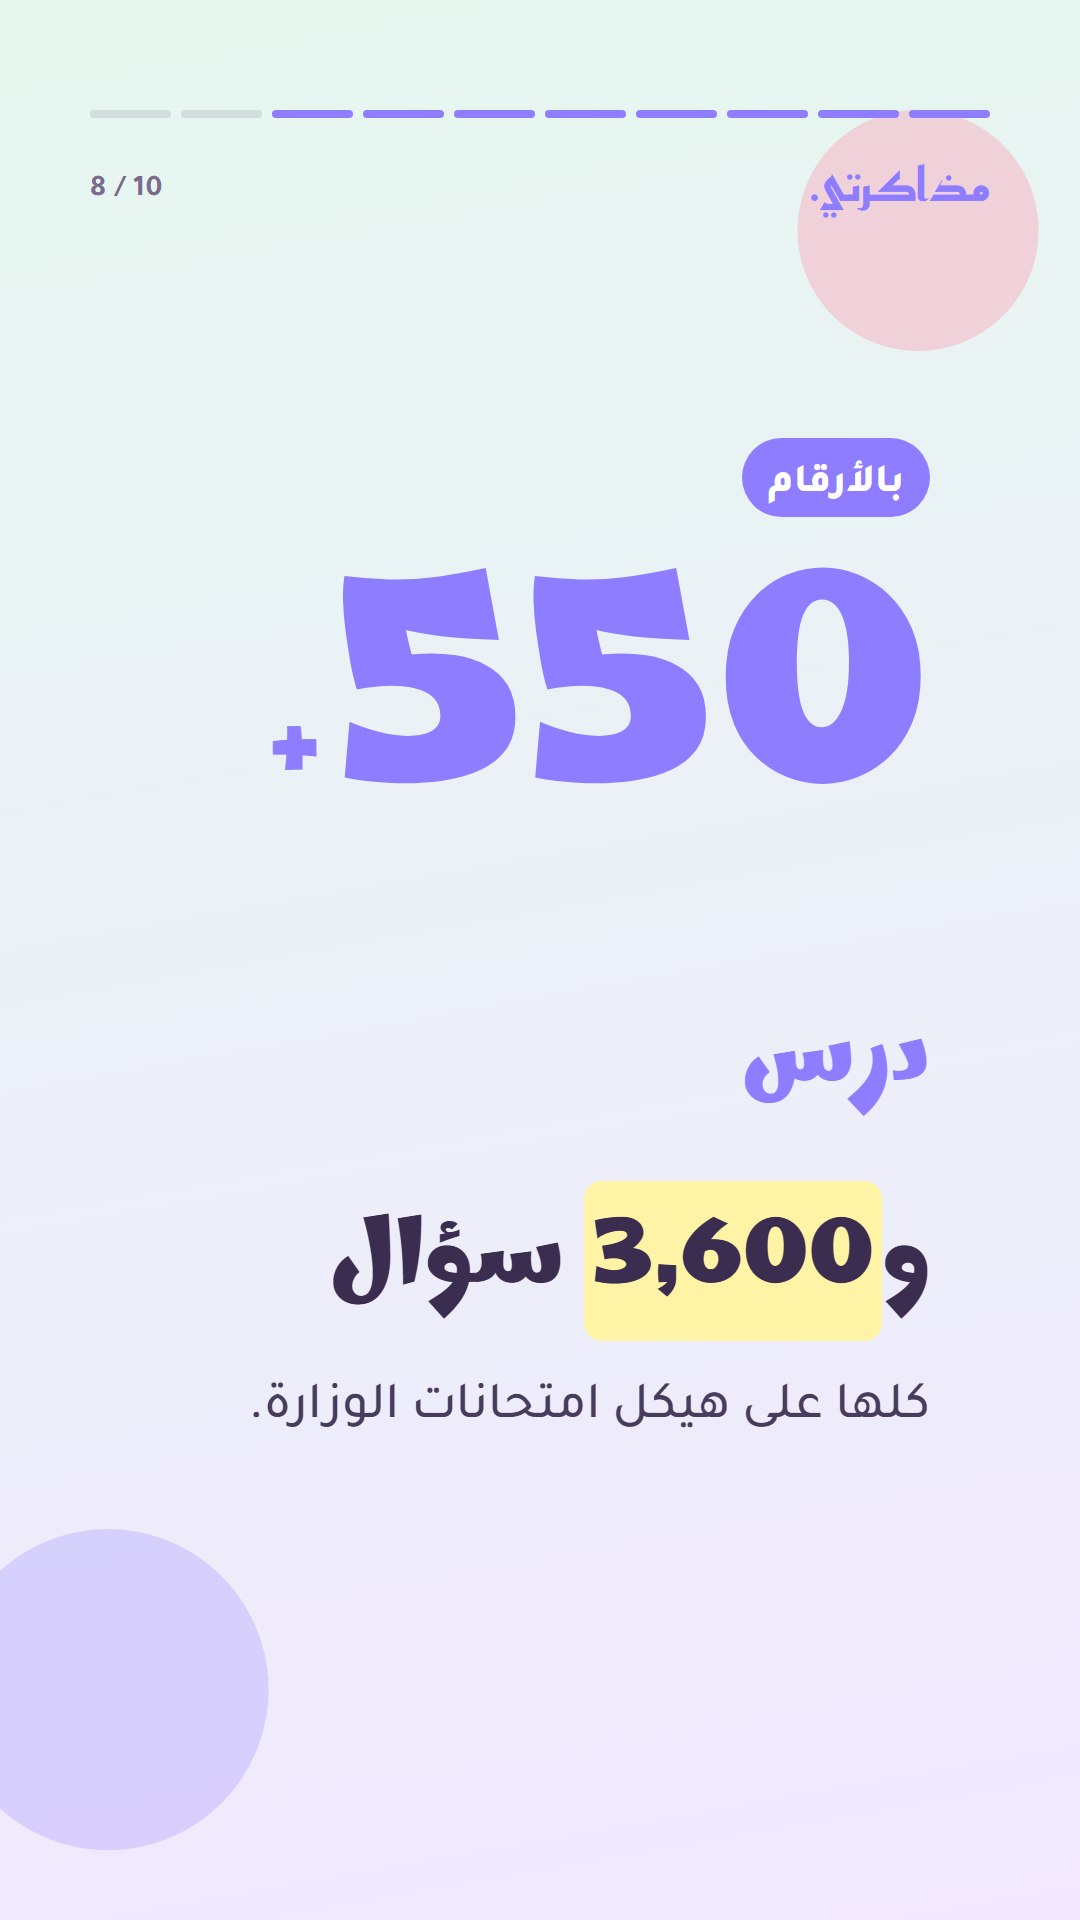 مذاكرتي.
8 / 10
بالأرقام
550+
درس
و3,600 سؤال
كلها على هيكل امتحانات الوزارة.